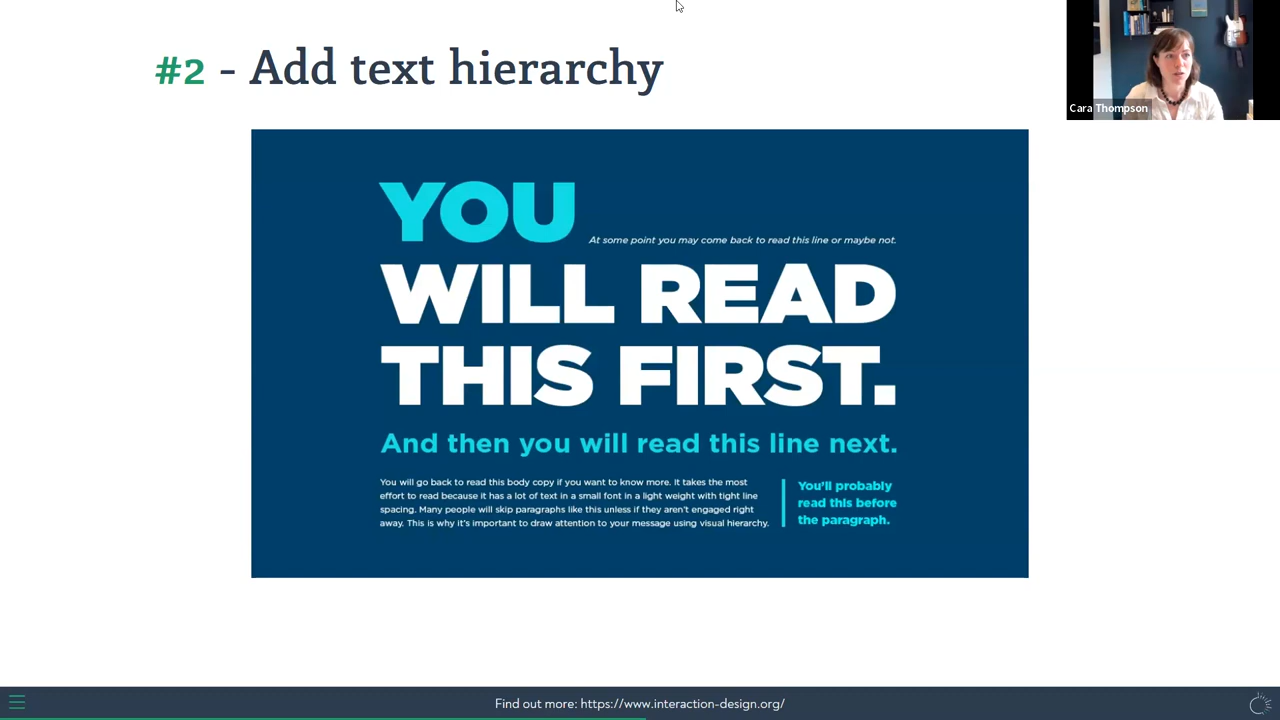 #2 - Add text hierarchy
Cara Thompson
YOU
At some point you may come back to read this line or maybe not.
WILL READ
THIS FIRST.
And then you will read this line next.
You will go back to read this body copy if you want to know more. It takes the most
effort to read because it has a lot of text in a small font in a light weight with tight line
spacing. Many people will skip paragraphs like this unless if they aren't engaged right
away. This is why it's important to draw attention to your message using visual hierarchy.
You'll probably
read this before
the paragraph.
Find out more: https://www.interaction-design.org/